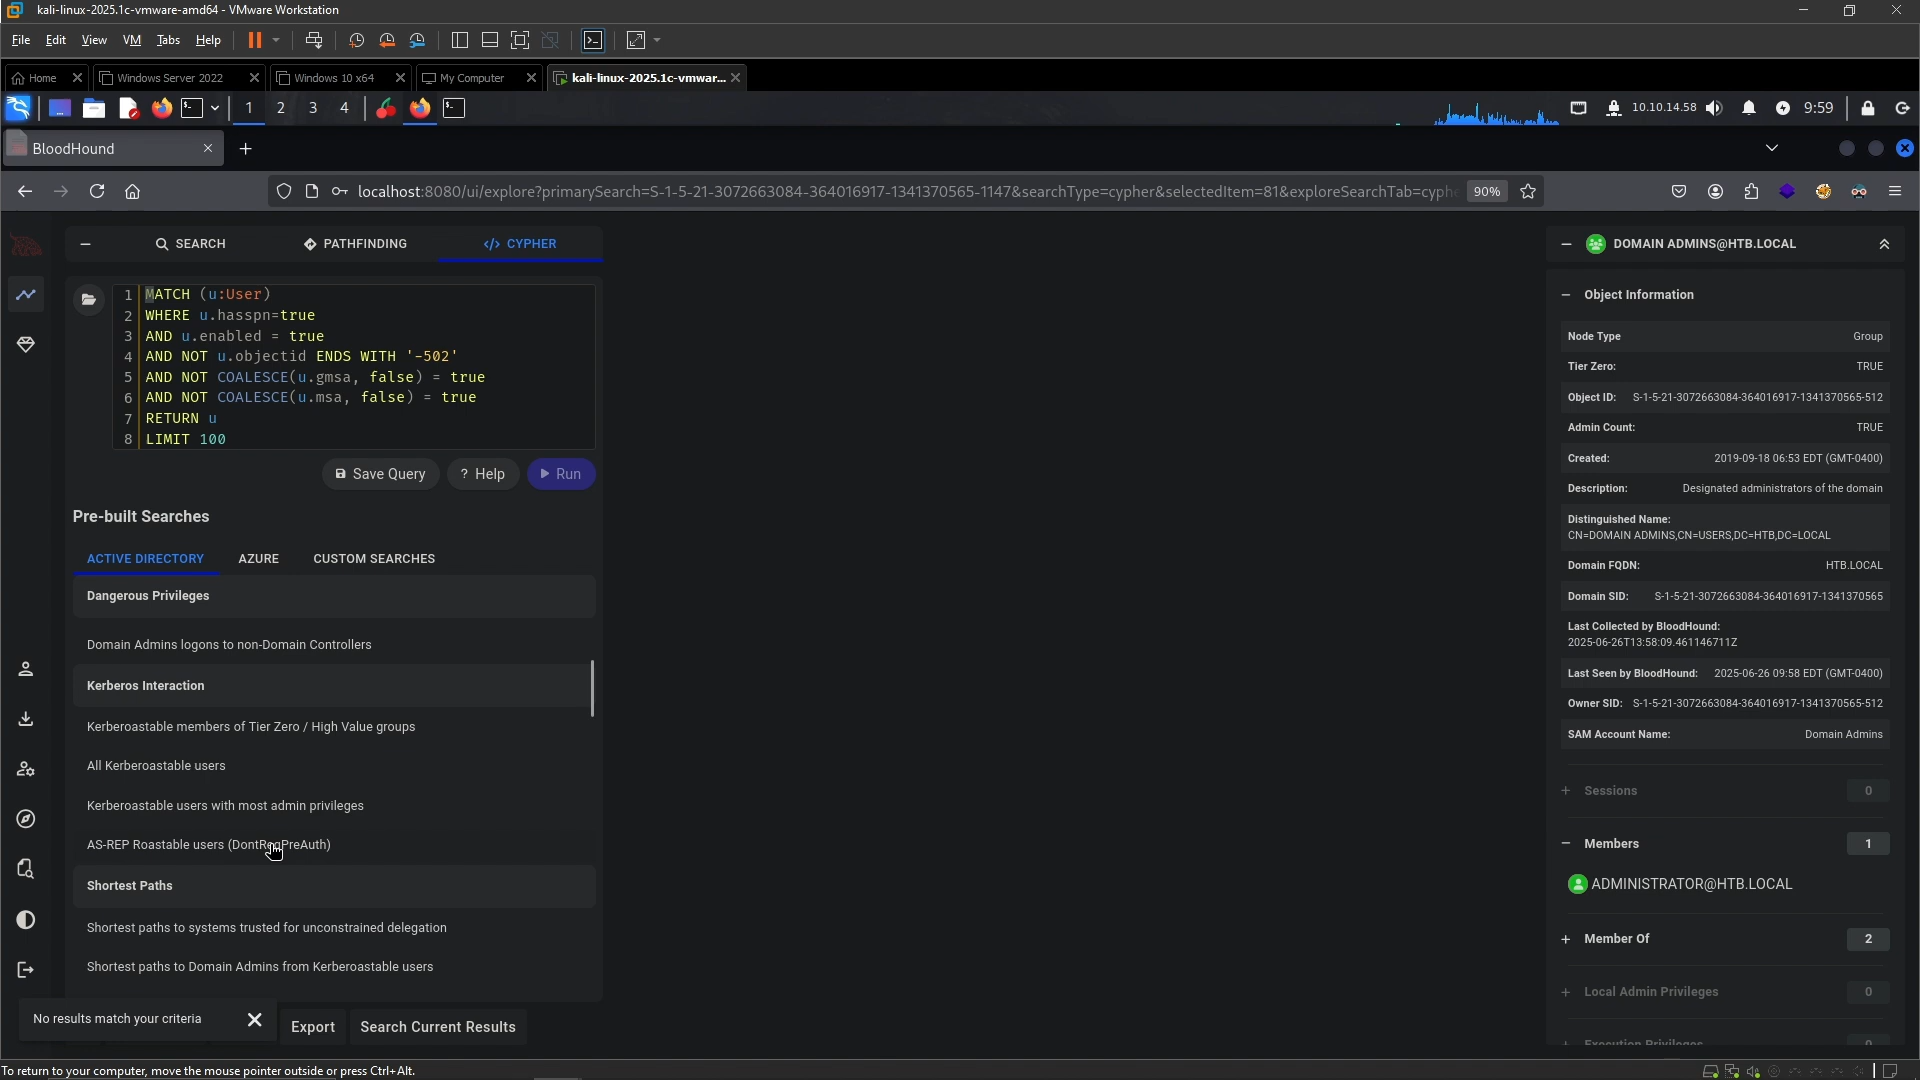 kali-linux-2025.1c-vmware-amd64 - VMware Workstation
File Edit View VM Tabs Help
Home Windows Server 2022 Windows 10 x64 My Computer kali-linux-2025.1c-vmwar...
1 2 3 4 10.10.14.58 9:59
BloodHound
localhost:8080/ui/explore?primarySearch=S-1-5-21-3072663084-364016917-1341370565-1147&searchType=cypher&selectedItem=81&exploreSearchTab=cyphe 90%
SEARCH PATHFINDING CYPHER
1 MATCH (u:User)
2 WHERE u.hasspn=true
3 AND u.enabled = true
4 AND NOT u.objectid ENDS WITH '-502'
5 AND NOT COALESCE(u.gmsa, false) = true
6 AND NOT COALESCE(u.msa, false) = true
7 RETURN u
8 LIMIT 100
Save Query ? Help Run
Pre-built Searches
ACTIVE DIRECTORY AZURE CUSTOM SEARCHES
Dangerous Privileges
Domain Admins logons to non-Domain Controllers
Kerberos Interaction
Kerberoastable members of Tier Zero / High Value groups
All Kerberoastable users
Kerberoastable users with most admin privileges
AS-REP Roastable users (DontReqPreAuth)
Shortest Paths
Shortest paths to systems trusted for unconstrained delegation
Shortest paths to Domain Admins from Kerberoastable users
No results match your criteria
Export Search Current Results
DOMAIN ADMINS@HTB.LOCAL
Object Information
Node Type Group
Tier Zero: TRUE
Object ID: S-1-5-21-3072663084-364016917-1341370565-512
Admin Count: TRUE
Created: 2019-09-18 06:53 EDT (GMT-0400)
Description: Designated administrators of the domain
Distinguished Name:
CN=DOMAIN ADMINS,CN=USERS,DC=HTB,DC=LOCAL
Domain FQDN: HTB.LOCAL
Domain SID: S-1-5-21-3072663084-364016917-1341370565
Last Collected by BloodHound:
2025-06-26T13:58:09.461146711Z
Last Seen by BloodHound: 2025-06-26 09:58 EDT (GMT-0400)
Owner SID: S-1-5-21-3072663084-364016917-1341370565-512
SAM Account Name: Domain Admins
Sessions 0
Members 1
ADMINISTRATOR@HTB.LOCAL
Member Of 2
Local Admin Privileges 0
Execution Privileges 0
To return to your computer, move the mouse pointer outside or press Ctrl+Alt.